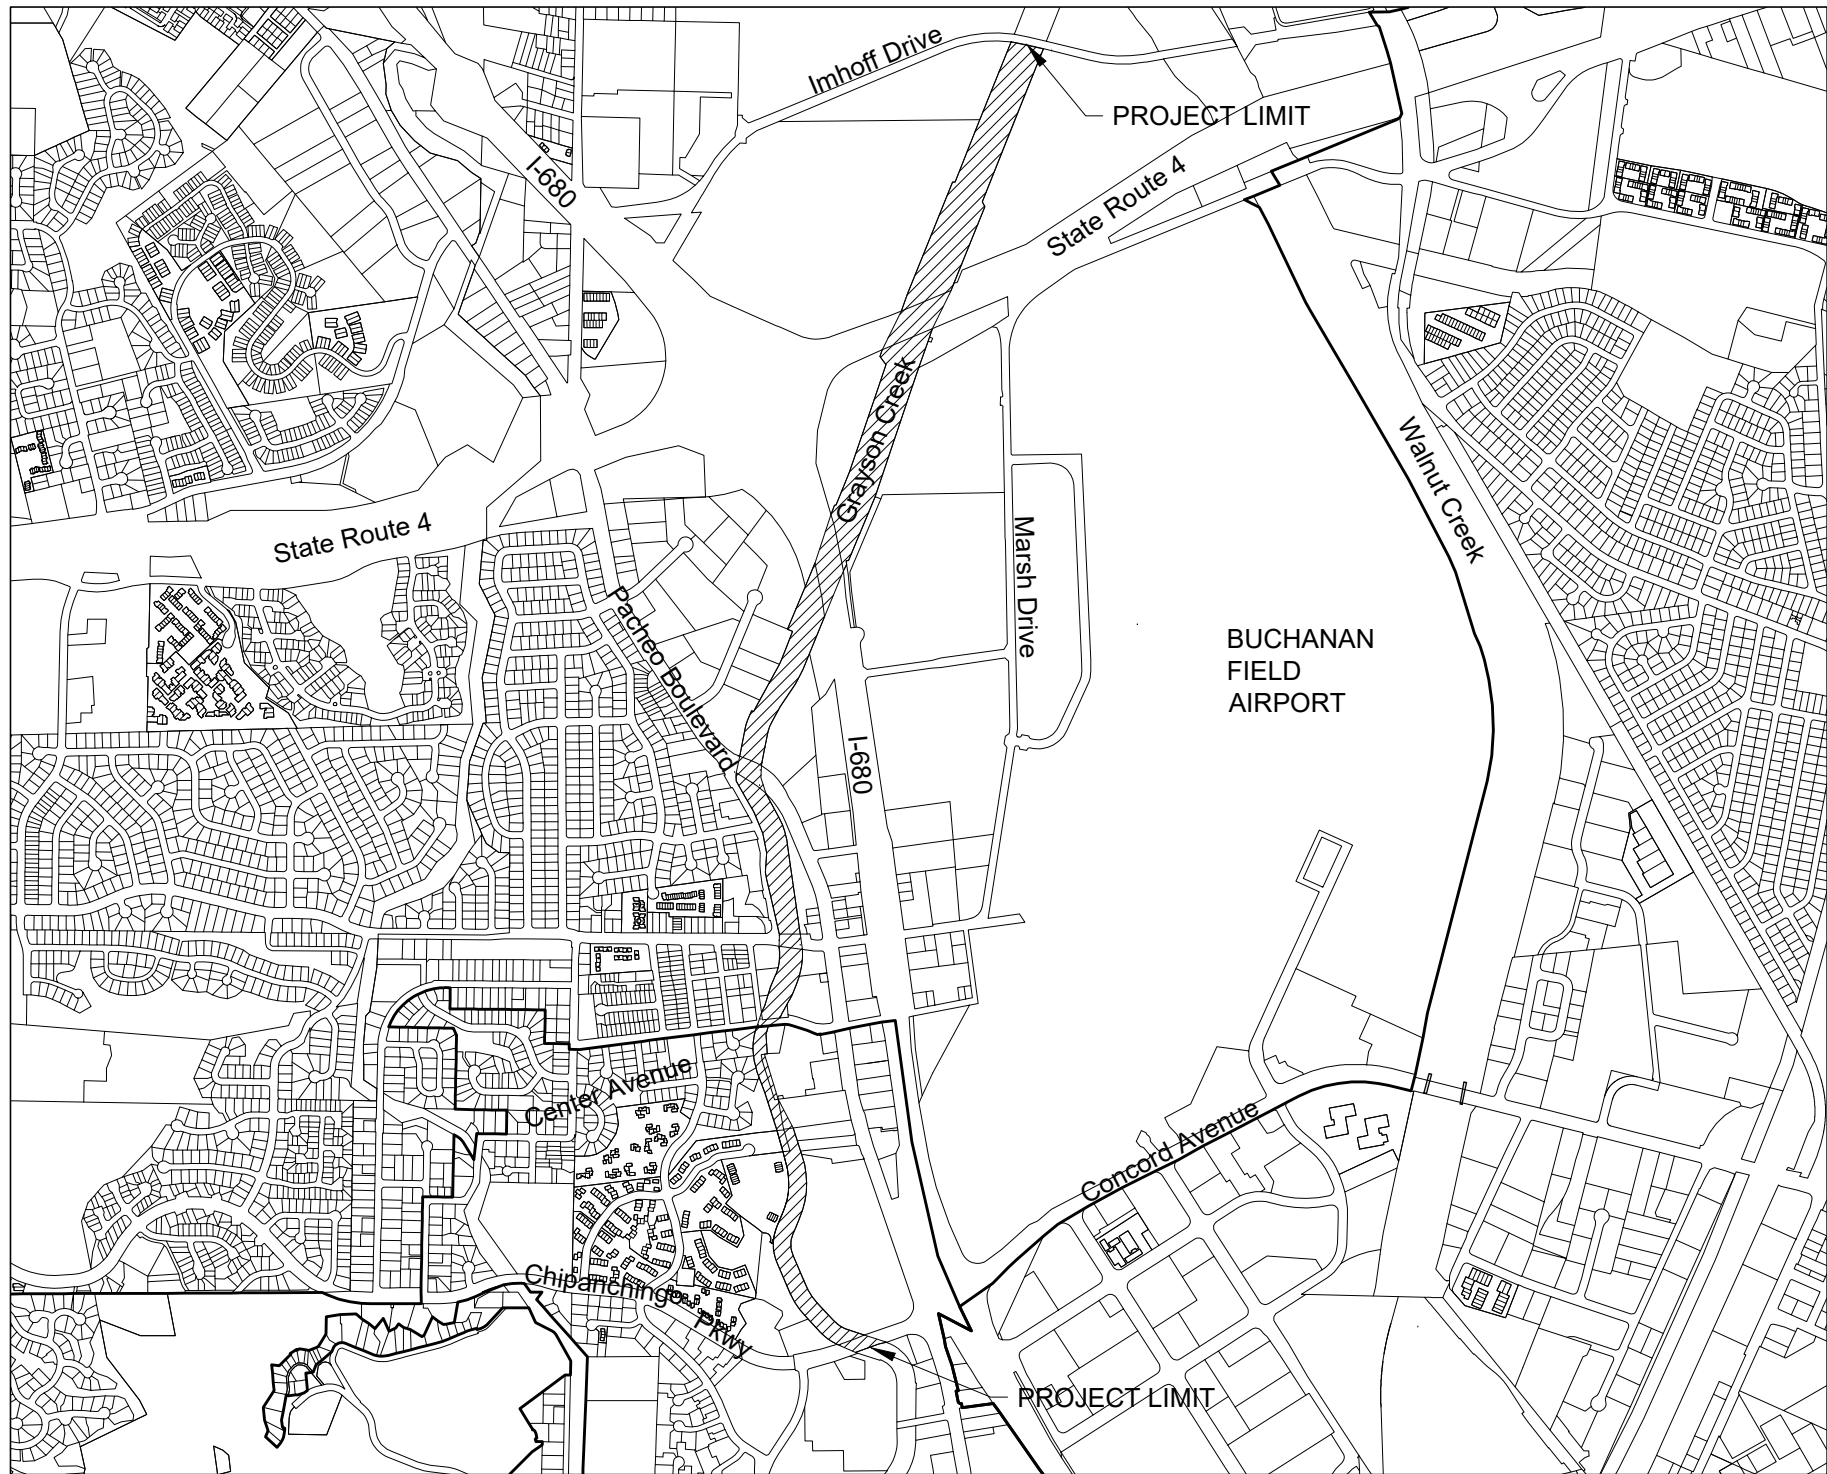 Imhoff Drive
PROJECT LIMIT
I-680
State Route 4
Grayson Creek
Walnut Creek
State Route 4
Marsh Drive
Pacheo Boulevard
BUCHANAN
FIELD
AIRPORT
I-680
Center Avenue
Concord Avenue
Chipanchingo Pkwy
PROJECT LIMIT